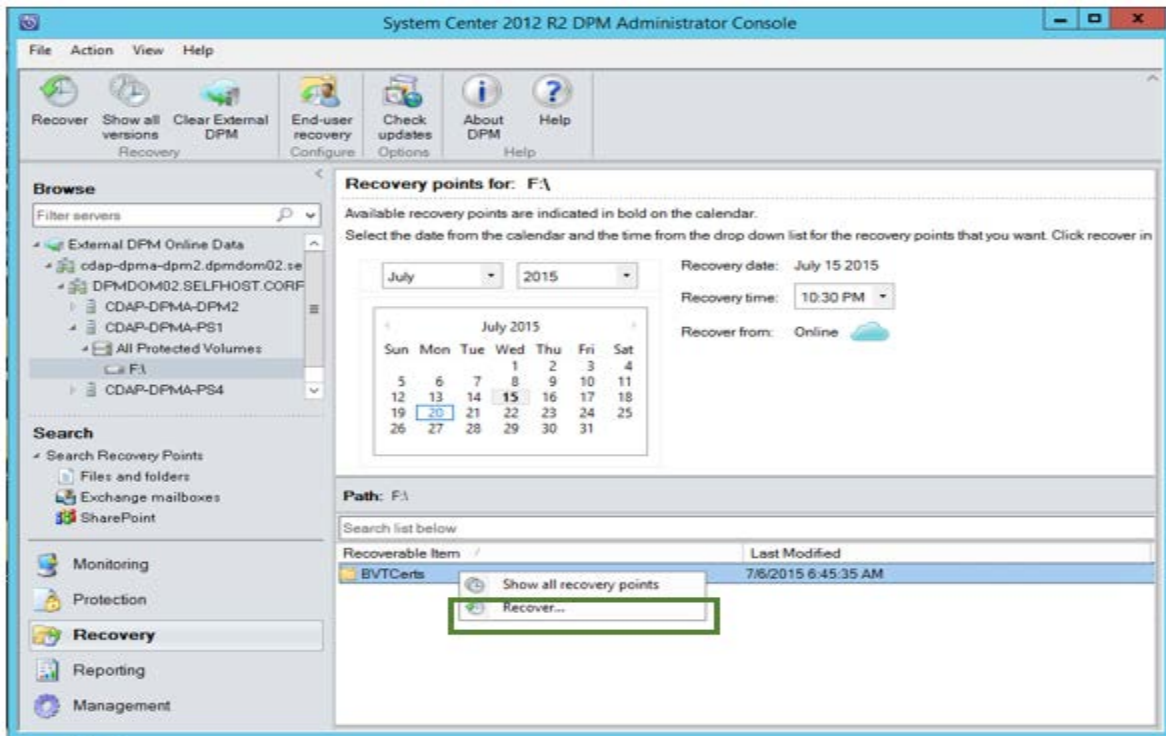 System Center 2012 R2 DPM Administrator Console
File Action View Help
Recover Show all versions Clear External DPM End-user recovery Check updates About DPM Help
Recovery Configure Options Help
Browse
Filter servers
External DPM Online Data
cdap-dpma-dpm2.dpmdom02.se
DPMDOM02.SELFHOST.CORP
CDAP-DPMA-DPM2
CDAP-DPMA-PS1
All Protected Volumes
F:\
CDAP-DPMA-PS4
Search
Search Recovery Points
Files and folders
Exchange mailboxes
SharePoint
Monitoring
Protection
Recovery
Reporting
Management
Recovery points for: F:\
Available recovery points are indicated in bold on the calendar.
Select the date from the calendar and the time from the drop down list for the recovery points that you want. Click recover in
July 2015
July 2015
Sun Mon Tue Wed Thu Fri Sat
1 2 3 4
5 6 7 8 9 10 11
12 13 14 15 16 17 18
19 20 21 22 23 24 25
26 27 28 29 30 31
Recovery date: July 15 2015
Recovery time: 10:30 PM
Recover from: Online
Path: F:\
Search list below
Recoverable Item Last Modified
BVTCerts 7/6/2015 6:45:35 AM
Show all recovery points
Recover...